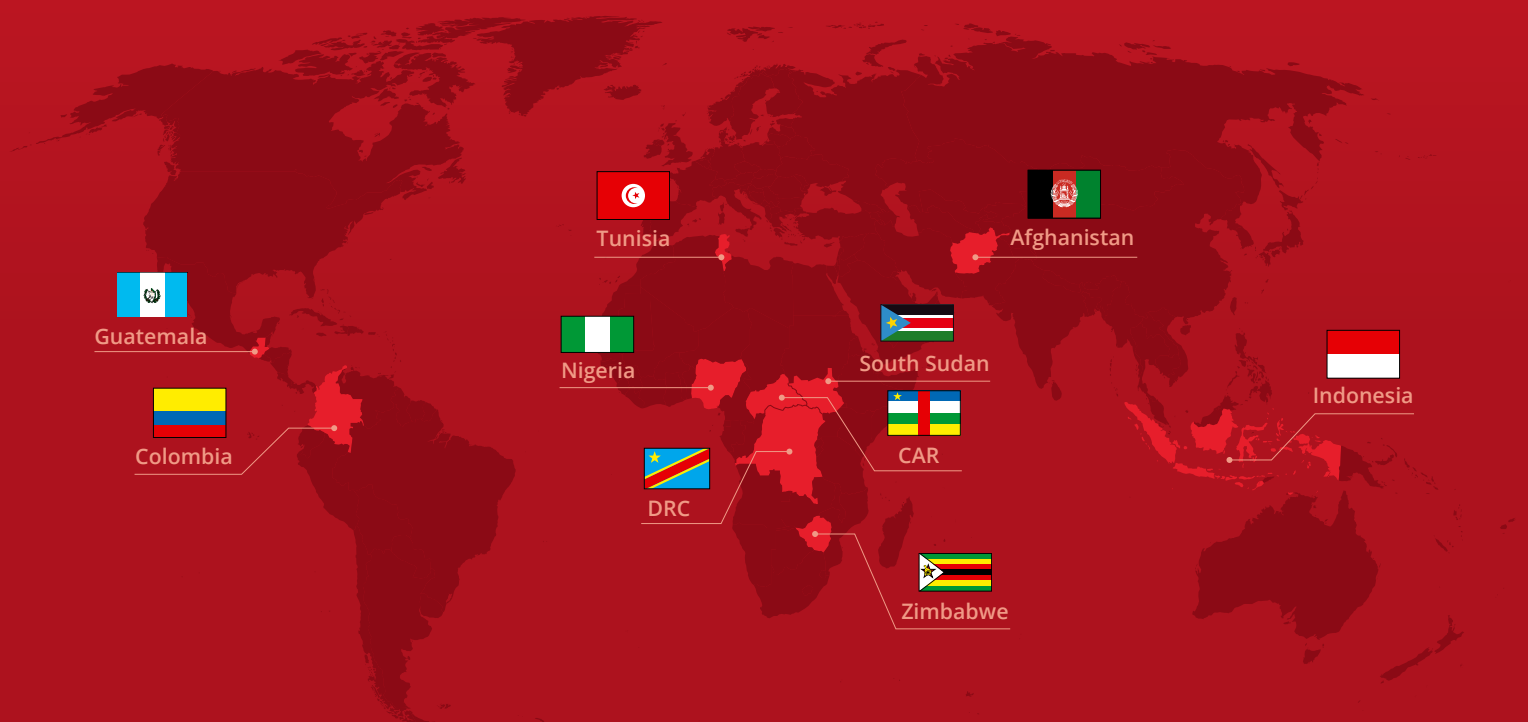 Tunisia
Afghanistan
Guatemala
Nigeria
South Sudan
Indonesia
Colombia
CAR
DRC
Zimbabwe